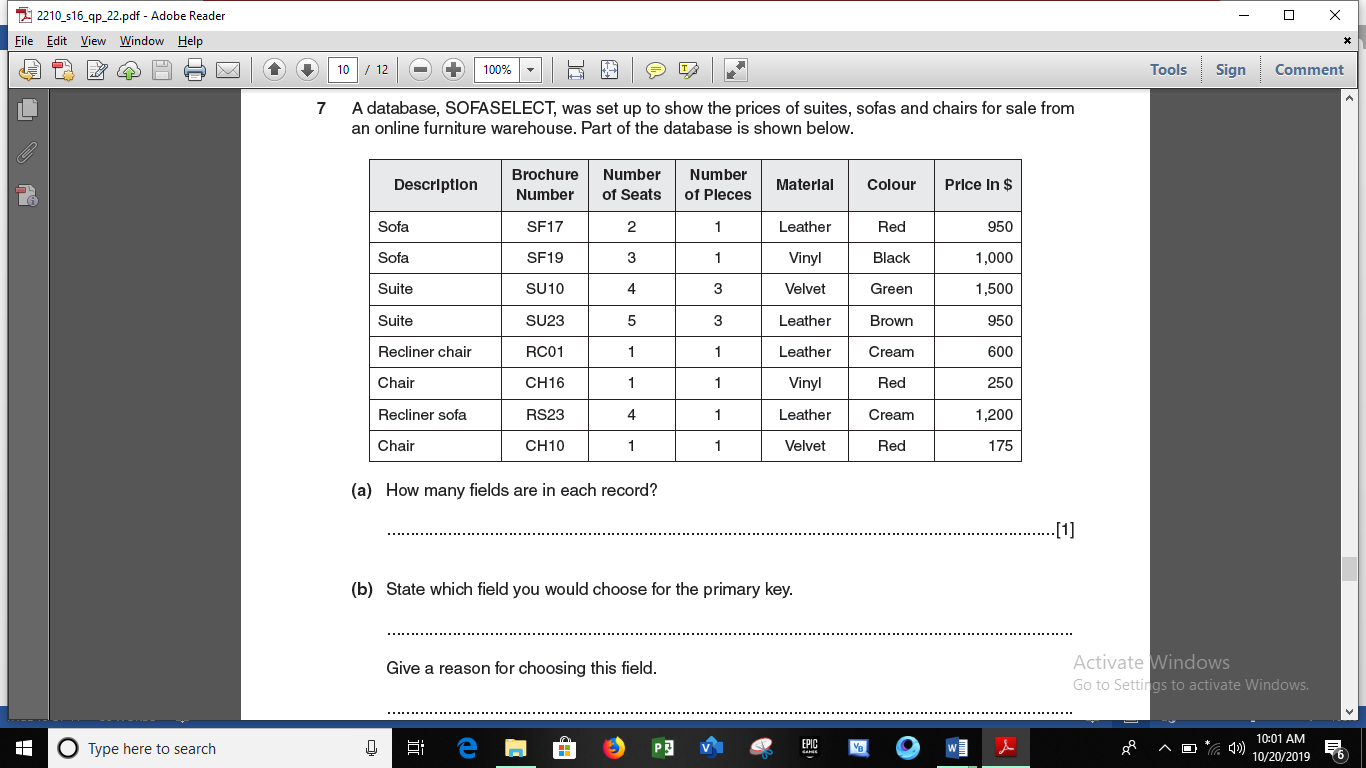 2210_s16_qp_22.pdf - Adobe Reader
File Edit View Window Help
10 / 12 100% Tools Sign Comment
7 A database, SOFASELECT, was set up to show the prices of suites, sofas and chairs for sale from
an online furniture warehouse. Part of the database is shown below.
Description Brochure Number Number of Seats Number of Pieces Material Colour Price in $
Sofa SF17 2 1 Leather Red 950
Sofa SF19 3 1 Vinyl Black 1,000
Suite SU10 4 3 Velvet Green 1,500
Suite SU23 5 3 Leather Brown 950
Recliner chair RC01 1 1 Leather Cream 600
Chair CH16 1 1 Vinyl Red 250
Recliner sofa RS23 4 1 Leather Cream 1,200
Chair CH10 1 1 Velvet Red 175
(a) How many fields are in each record?
[1]
(b) State which field you would choose for the primary key.
Give a reason for choosing this field.
Activate Windows
Go to Settings to activate Windows.
Type here to search
10:01 AM
10/20/2019
6